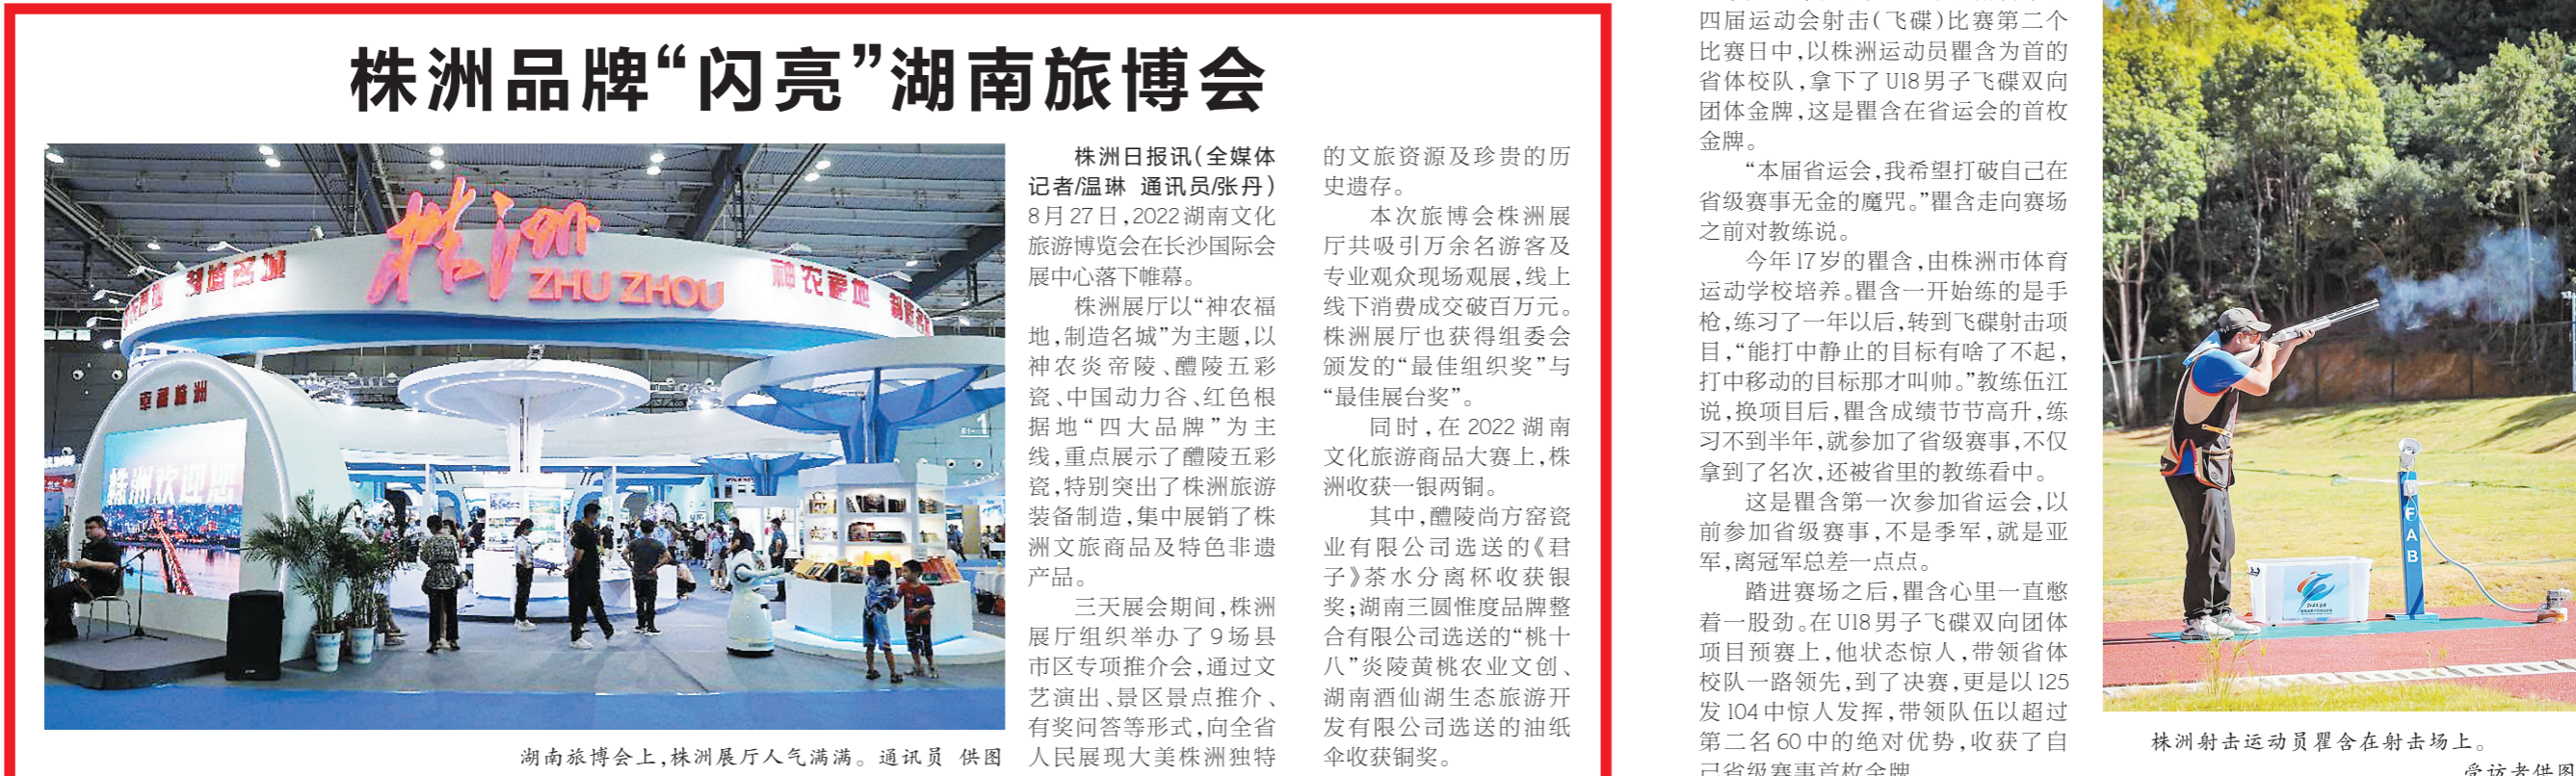 株洲品牌“闪亮”湖南旅博会
株洲
ZHU ZHOU
制造名城
神农福地
幸福株洲
株洲欢迎您
湖南旅博会上,株洲展厅人气满满。通讯员 供图
株洲日报讯(全媒体
记者/温琳 通讯员/张丹)
8月27日,2022湖南文化
旅游博览会在长沙国际会
展中心落下帷幕。
株洲展厅以“神农福
地,制造名城”为主题,以
神农炎帝陵、醴陵五彩
瓷、中国动力谷、红色根
据地“四大品牌”为主
线,重点展示了醴陵五彩
瓷,特别突出了株洲旅游
装备制造,集中展销了株
洲文旅商品及特色非遗
产品。
三天展会期间,株洲
展厅组织举办了9场县
市区专项推介会,通过文
艺演出、景区景点推介、
有奖问答等形式,向全省
人民展现大美株洲独特
的文旅资源及珍贵的历
史遗存。
本次旅博会株洲展
厅共吸引万余名游客及
专业观众现场观展,线上
线下消费成交破百万元。
株洲展厅也获得组委会
颁发的“最佳组织奖”与
“最佳展台奖”。
同时,在2022湖南
文化旅游商品大赛上,株
洲收获一银两铜。
其中,醴陵尚方窑瓷
业有限公司选送的《君
子》茶水分离杯收获银
奖;湖南三圆惟度品牌整
合有限公司选送的“桃十
八”炎陵黄桃农业文创、
湖南酒仙湖生态旅游开
发有限公司选送的油纸
伞收获铜奖。
四届运动会射击(飞碟)比赛第二个
比赛日中,以株洲运动员瞿含为首的
省体校队,拿下了U18男子飞碟双向
团体金牌,这是瞿含在省运会的首枚
金牌。
“本届省运会,我希望打破自己在
省级赛事无金的魔咒。”瞿含走向赛场
之前对教练说。
今年17岁的瞿含,由株洲市体育
运动学校培养。瞿含一开始练的是手
枪,练习了一年以后,转到飞碟射击项
目,“能打中静止的目标有啥了不起,
打中移动的目标那才叫帅。”教练伍江
说,换项目后,瞿含成绩节节高升,练
习不到半年,就参加了省级赛事,不仅
拿到了名次,还被省里的教练看中。
这是瞿含第一次参加省运会,以
前参加省级赛事,不是季军,就是亚
军,离冠军总差一点点。
踏进赛场之后,瞿含心里一直憋
着一股劲。在U18男子飞碟双向团体
项目预赛上,他状态惊人,带领省体
校队一路领先,到了决赛,更是以125
发104中惊人发挥,带领队伍以超过
第二名60中的绝对优势,收获了自
己省级赛事首枚金牌
FAB
株洲射击运动员瞿含在射击场上。
受访者供图